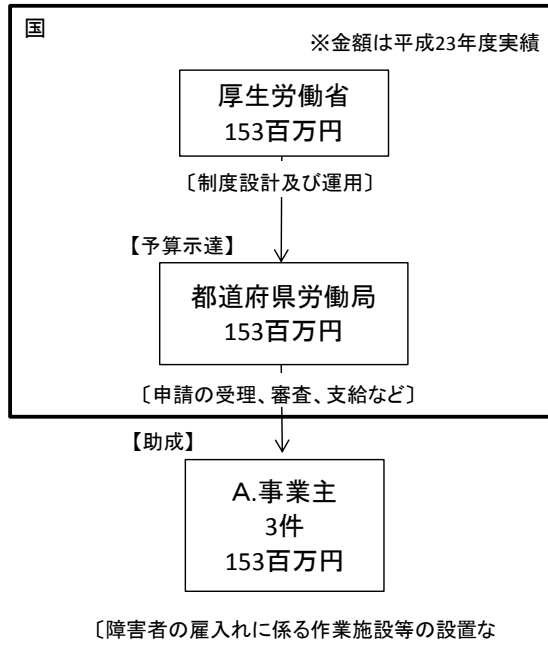 国
※金額は平成23年度実績
厚生労働省
153百万円
〔制度設計及び運用〕
【予算示達】
都道府県労働局
153百万円
〔申請の受理、審査、支給など〕
【助成】
A.事業主
3件
153百万円
〔障害者の雇入れに係る作業施設等の設置な